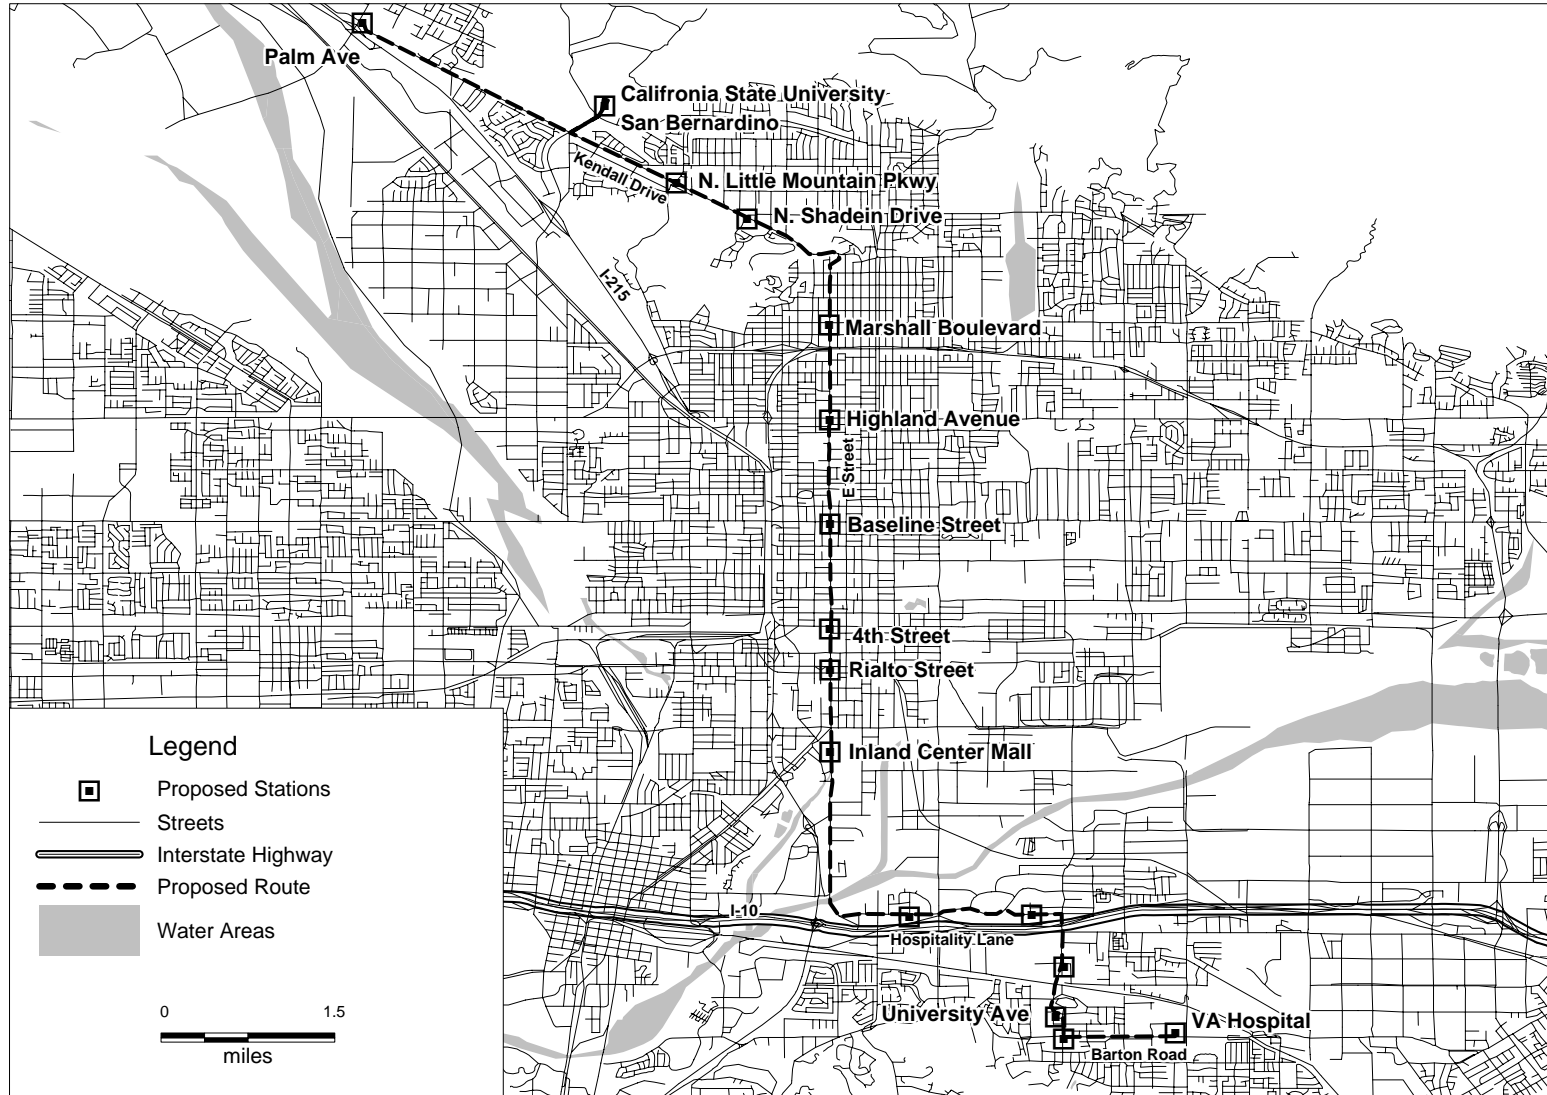 Palm Ave
Califronia State University
San Bernardino
Kendall Drive
N. Little Mountain Pkwy
N. Shadein Drive
I-215
Marshall Boulevard
Highland Avenue
E Street
Baseline Street
4th Street
Rialto Street
Inland Center Mall
I-10
Hospitality Lane
University Ave
VA Hospital
Barton Road
Legend
Proposed Stations
Streets
Interstate Highway
Proposed Route
Water Areas
0 1.5
miles